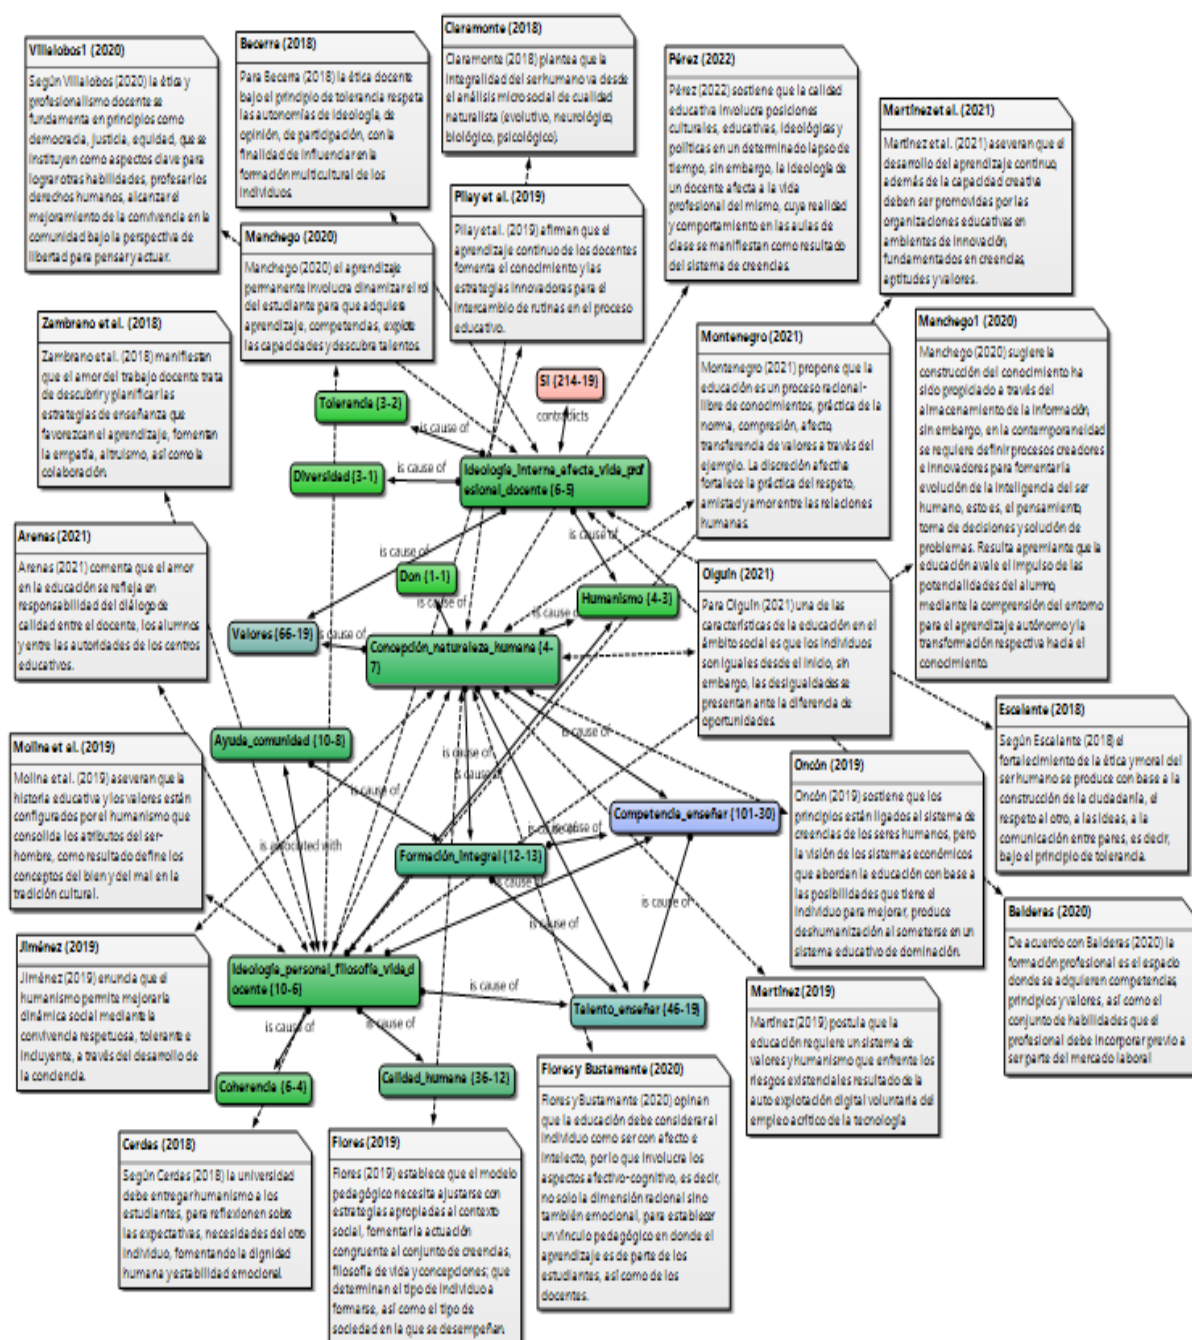 Villalobos1 (2020)
Según Villalobos (2020) la ética y
profesionalismo docente se
fundamenta en principios como
democracia, justicia, equidad, que se
instituyen como aspectos clave para
lograr otras habilidades, profesar los
derechos humanos, alcanzar el
mejoramiento de la convivencia en la
comunidad bajo la perspectiva de
libertad para pensar y actuar.
Becerra (2018)
Para Becerra (2018) la ética docente
bajo el principio de tolerancia respeta
las autonomías de ideología, de
opinión, de participación, con la
finalidad de influenciar en la
formación multicultural de los
individuos.
Claramonte (2018)
Claramonte (2018) plantea que la
integralidad del ser humano va desde
el análisis micro social de cualidad
naturalista (evolutivo, neurológico,
biológico, psicológico).
Pérez (2022)
Pérez (2022) sostiene que la calidad
educativa involucra posiciones
culturales, educativas, ideológicas y
políticas en un determinado lapso de
tiempo, sin embargo, la ideología de
un docente afecta a la vida
profesional del mismo, cuya realidad
y comportamiento en las aulas de
clase se manifiestan como resultado
del sistema de creencias.
Martínez et al. (2021)
Martínez et al. (2021) aseveran que el
desarrollo del aprendizaje continuo,
además de la capacidad creativa
deben ser promovidas por las
organizaciones educativas en
ambientes de innovación,
fundamentados en creencias,
aptitudes y valores.
Manchego (2020)
Manchego (2020) el aprendizaje
permanente involucra dinamizar el rol
del estudiante para que adquiera
aprendizaje, competencias, explote
las capacidades y descubra talentos.
Pilay et al. (2019)
Pilay et al. (2019) afirman que el
aprendizaje continuo de los docentes
fomenta el conocimiento y las
estrategias innovadoras para el
intercambio de rutinas en el proceso
educativo.
Zambrano et al. (2018)
Zambrano et al. (2018) manifiestan
que el amor del trabajo docente trata
de descubrir y planificar las
estrategias de enseñanza que
favorezcan el aprendizaje, fomentan
la empatía, altruismo, así como la
colaboración.
Montenegro (2021)
Montenegro (2021) propone que la
educación es un proceso racional-
libre de conocimientos, práctica de la
norma, compresión, afecto,
transferencia de valores a través del
ejemplo. La discreción afectiva
fortalece la práctica del respeto,
amistad y amor entre las relaciones
humanas.
Manchego1 (2020)
Manchego (2020) sugiere la
construcción del conocimiento ha
sido propiciado a través del
almacenamiento de la información,
sin embargo, en la contemporaneidad
se requiere definir procesos creadores
e innovadores para fomentar la
evolución de la inteligencia del ser
humano, esto es, el pensamiento,
toma de decisiones y solución de
problemas. Resulta apremiante que la
educación avale el impulso de las
potencialidades del alumno,
mediante la comprensión del entorno
para el aprendizaje autónomo y la
transformación respectiva hacia el
conocimiento.
SI {214-19}
contradicts
Tolerancia {3-2}
is cause of
Diversidad {3-1}
is cause of
Ideología_interna_afecta_vida_prof
esional_docente {6-5}
is cause of
is cause of
Don {1-1}
is cause of
Humanismo {4-3}
is cause of
Valores {66-19}
is cause of
Concepción_naturaleza_humana {4-
7}
Arenas (2021)
Arenas (2021) comenta que el amor
en la educación se refleja en
responsabilidad del diálogo de
calidad entre el docente, los alumnos
y entre las autoridades de los centros
educativos.
Olguín (2021)
Para Olguín (2021) una de las
características de la educación en el
ámbito social es que los individuos
son iguales desde el inicio, sin
embargo, las desigualdades se
presentan ante la diferencia de
oportunidades.
Escalante (2018)
Según Escalante (2018) el
fortalecimiento de la ética y moral del
ser humano se produce con base a la
construcción de la ciudadanía, el
respeto al otro, a las ideas, a la
comunicación entre pares, es decir,
bajo el principio de tolerancia.
Ayuda_comunidad {10-8}
is cause of
is cause of
is cause of
Molina et al. (2019)
Molina et al. (2019) aseveran que la
historia educativa y los valores están
configurados por el humanismo que
consolida los atributos del ser-
hombre, como resultado define los
conceptos del bien y del mal en la
tradición cultural.
Oncón (2019)
Oncón (2019) sostiene que los
principios están ligados al sistema de
creencias de los seres humanos, pero
la visión de los sistemas económicos
que abordan la educación con base a
las posibilidades que tiene el
individuo para mejorar, produce
deshumanización al someterse en un
sistema educativo de dominación.
Competencia_enseñar {101-30}
is cause of
is cause of
is associated with
Formación_Integral {12-13}
is cause of
is cause of
is cause of
Balderas (2020)
De acuerdo con Balderas (2020) la
formación profesional es el espacio
donde se adquieren competencias,
principios y valores, así como el
conjunto de habilidades que el
profesional debe incorporar previo a
ser parte del mercado laboral
Jiménez (2019)
Jiménez (2019) enuncia que el
humanismo permite mejorar la
dinámica social mediante la
convivencia respetuosa, tolerante e
incluyente, a través del desarrollo de
la conciencia.
Ideología_personal_filosofía_vida_d
ocente {10-6}
is cause of
Talento_enseñar {46-19}
is cause of
is cause of
Coherencia {6-4}
Calidad_humana {36-12}
Martínez (2019)
Martínez (2019) postula que la
educación requiere un sistema de
valores y humanismo que enfrente los
riesgos existenciales resultado de la
auto explotación digital voluntaria del
empleo acrítico de la tecnología
Flores y Bustamante (2020)
Flores y Bustamante (2020) opinan
que la educación debe considerar al
individuo como ser con afecto e
intelecto, por lo que involucra los
aspectos afectivo-cognitivo, es decir,
no solo la dimensión racional sino
también emocional, para establecer
un vínculo pedagógico en donde el
aprendizaje es de parte de los
estudiantes, así como de los
docentes.
Cerdas (2018)
Según Cerdas (2018) la universidad
debe entregar humanismo a los
estudiantes, para reflexionen sobre
las expectativas, necesidades del otro
individuo, fomentando la dignidad
humana y estabilidad emocional.
Flores (2019)
Flores (2019) establece que el modelo
pedagógico necesita ajustarse con
estrategias apropiadas al contexto
social, fomentar la actuación
congruente al conjunto de creencias,
filosofía de vida y concepciones; que
determinan el tipo de individuo a
formarse, así como el tipo de
sociedad en la que se desempeñan.